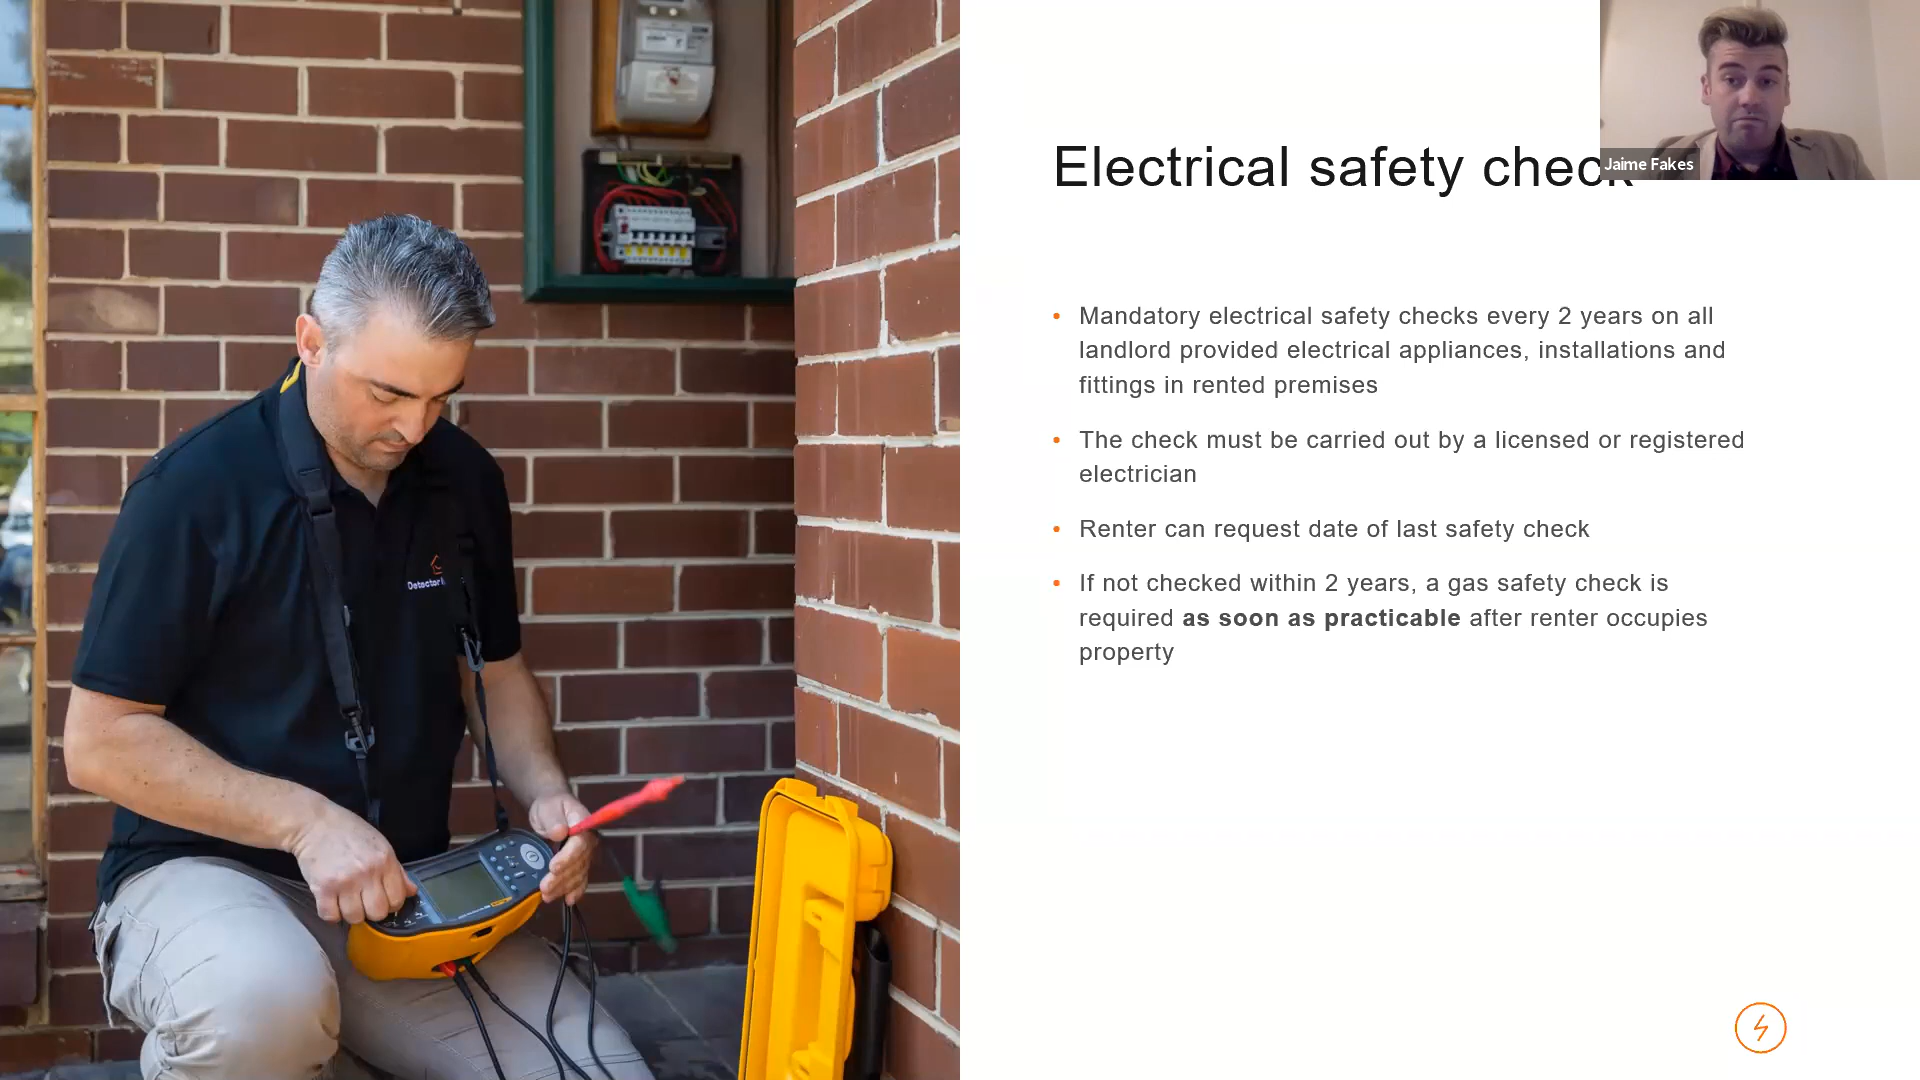 Electrical safety check
Jaime Fakes
Mandatory electrical safety checks every 2 years on all
landlord provided electrical appliances, installations and
fittings in rented premises
The check must be carried out by a licensed or registered
electrician
Renter can request date of last safety check
If not checked within 2 years, a gas safety check is
required as soon as practicable after renter occupies
property
Detector